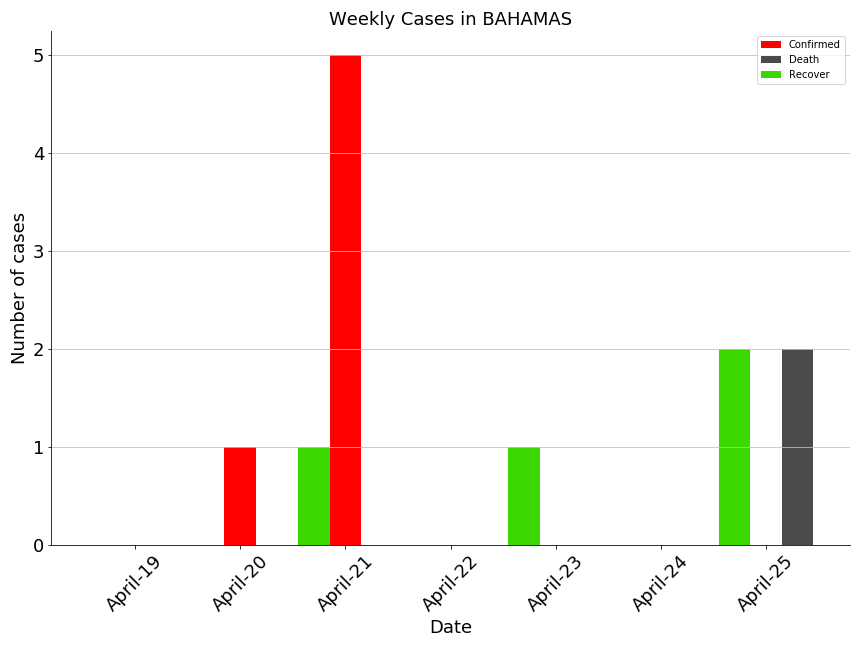 Weekly Cases in BAHAMAS
Confirmed
Death
Recover
Number of cases
5
4
3
2
1
0
April-19
April-20
April-21
April-22
April-23
April-24
April-25
Date